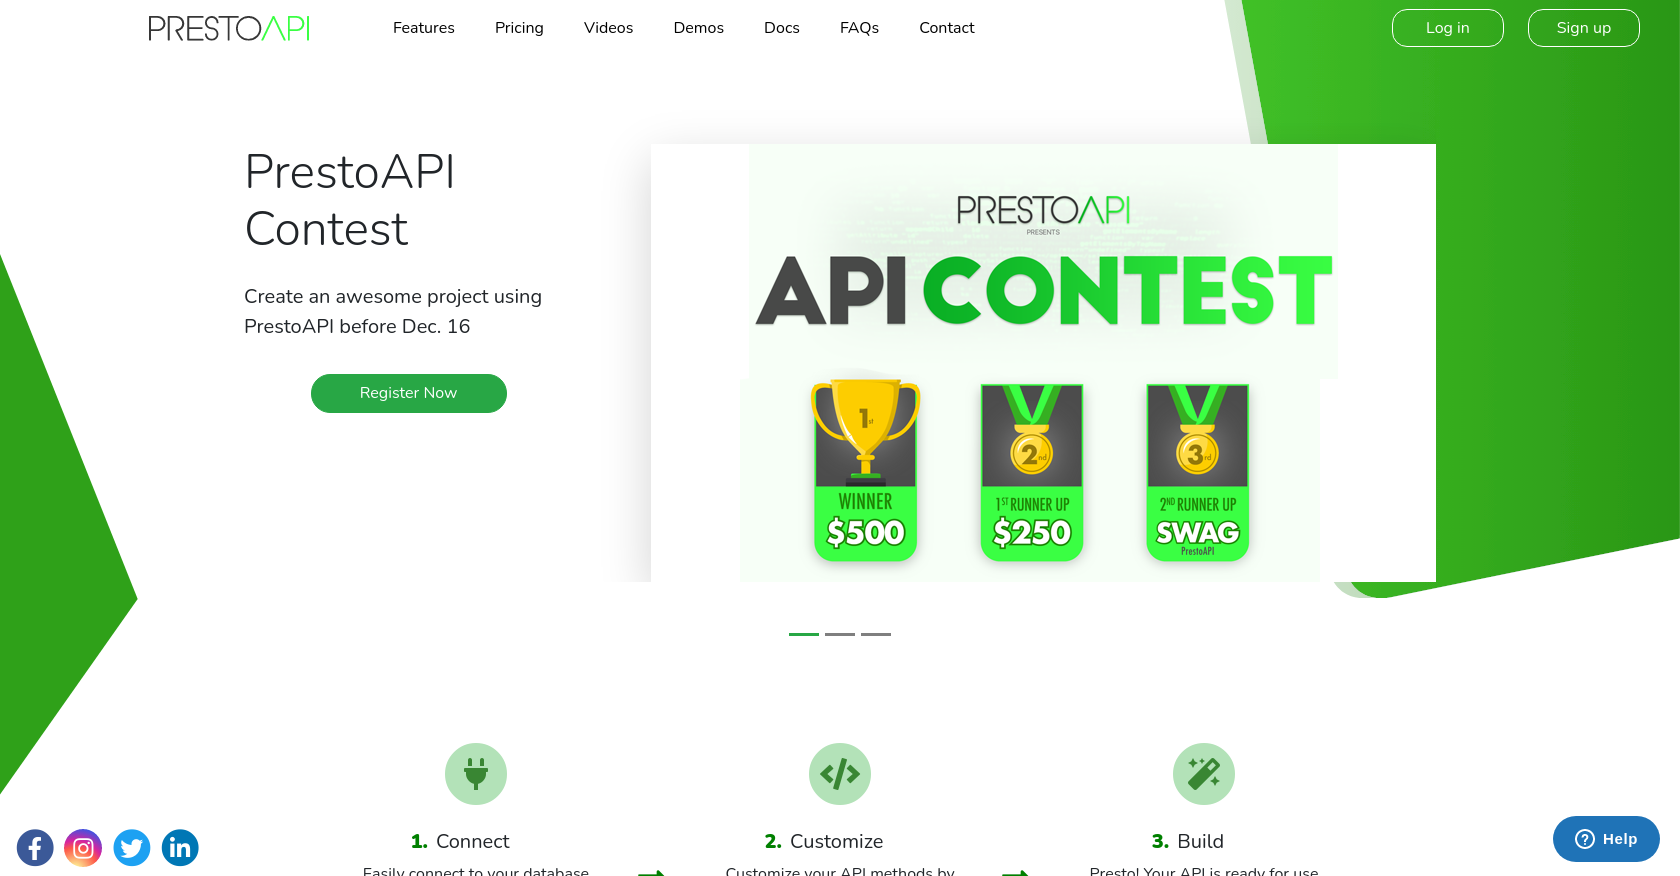 PRESTOAPI
Features
Pricing
Videos
Demos
Docs
FAQs
Contact
Log in
Sign up
PrestoAPI
Contest
Create an awesome project using
PrestoAPI before Dec. 16
Register Now
PRESTOAPI
PRESENTS
API CONTEST
1st
WINNER
$500
2nd
1ST RUNNER UP
$250
3rd
2ND RUNNER UP
SWAG
PrestoAPI
1. Connect
Easily connect to your database
2. Customize
Customize your API methods by
3. Build
Presto! Your API is ready for use
Help